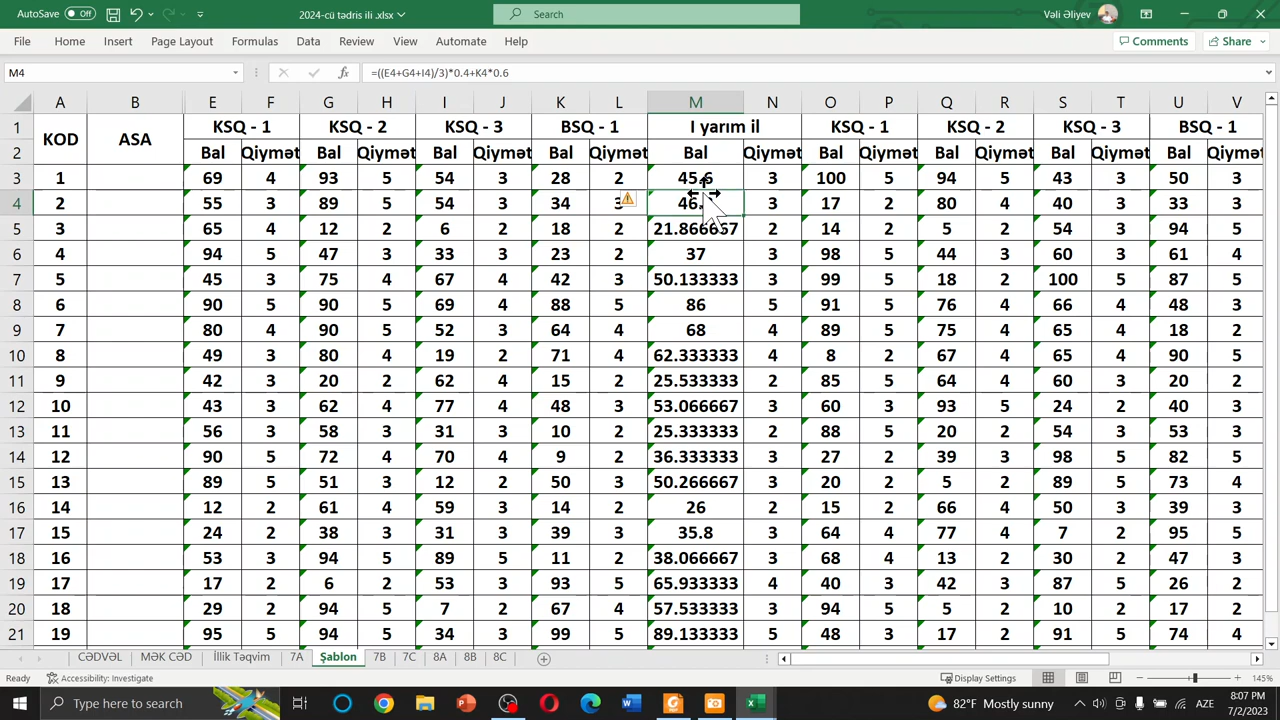 AutoSave Off 2024-cü tədris ili .xlsx Search Vəli Əliyev
File Home Insert Page Layout Formulas Data Review View Automate Help Comments Share
M4 fx =((E4+G4+I4)/3)*0.4+K4*0.6
A B E F G H I J K L M N O P Q R S T U V
1 KOD ASA KSQ - 1 KSQ - 2 KSQ - 3 BSQ - 1 I yarım il KSQ - 1 KSQ - 2 KSQ - 3 BSQ - 1
2 Bal Qiymət Bal Qiymət Bal Qiymət Bal Qiymət Bal Qiymət Bal Qiymət Bal Qiymət Bal Qiymət Bal Qiymət
3 1 69 4 93 5 54 3 28 2 45.6 3 100 5 94 5 43 3 50 3
4 2 55 3 89 5 54 3 34 46. 3 17 2 80 4 40 3 33 3
5 3 65 4 12 2 6 2 18 2 21.866667 2 14 2 5 2 54 3 94 5
6 4 94 5 47 3 33 3 23 2 37 3 98 5 44 3 60 3 61 4
7 5 45 3 75 4 67 4 42 3 50.133333 3 99 5 18 2 100 5 87 5
8 6 90 5 90 5 69 4 88 5 86 5 91 5 76 4 66 4 48 3
9 7 80 4 90 5 52 3 64 4 68 4 89 5 75 4 65 4 18 2
10 8 49 3 80 4 19 2 71 4 62.333333 4 8 2 67 4 65 4 90 5
11 9 42 3 20 2 62 4 15 2 25.533333 3 85 5 64 4 60 3 20 2
12 10 43 3 62 4 77 4 48 3 53.066667 3 60 3 93 5 24 2 40 3
13 11 56 3 58 3 31 3 10 2 25.333333 3 88 5 20 2 54 3 53 3
14 12 90 5 72 4 70 4 9 2 36.333333 3 27 2 39 3 98 5 82 5
15 13 89 5 51 3 12 2 50 3 50.266667 3 20 2 5 2 89 5 73 4
16 14 12 2 61 4 59 3 14 2 26 3 15 2 66 4 50 3 39 3
17 15 24 2 38 3 31 3 39 3 35.8 3 64 4 77 4 7 2 95 5
18 16 53 3 94 5 89 5 11 2 38.066667 3 68 4 13 2 30 2 47 3
19 17 17 2 6 2 53 3 93 5 65.933333 4 40 3 42 3 87 5 26 2
20 18 29 2 94 5 7 2 67 4 57.533333 3 94 5 5 2 10 2 17 2
21 19 95 5 94 5 34 3 99 5 89.133333 5 48 3 17 2 91 5 74 4
CƏDVƏL MƏK CƏD İllik Təqvim 7A Şablon 7B 7C 8A 8B 8C
Ready Accessibility: Investigate Display Settings 145%
Type here to search 82°F Mostly sunny AZE 8:07 PM
7/2/2023